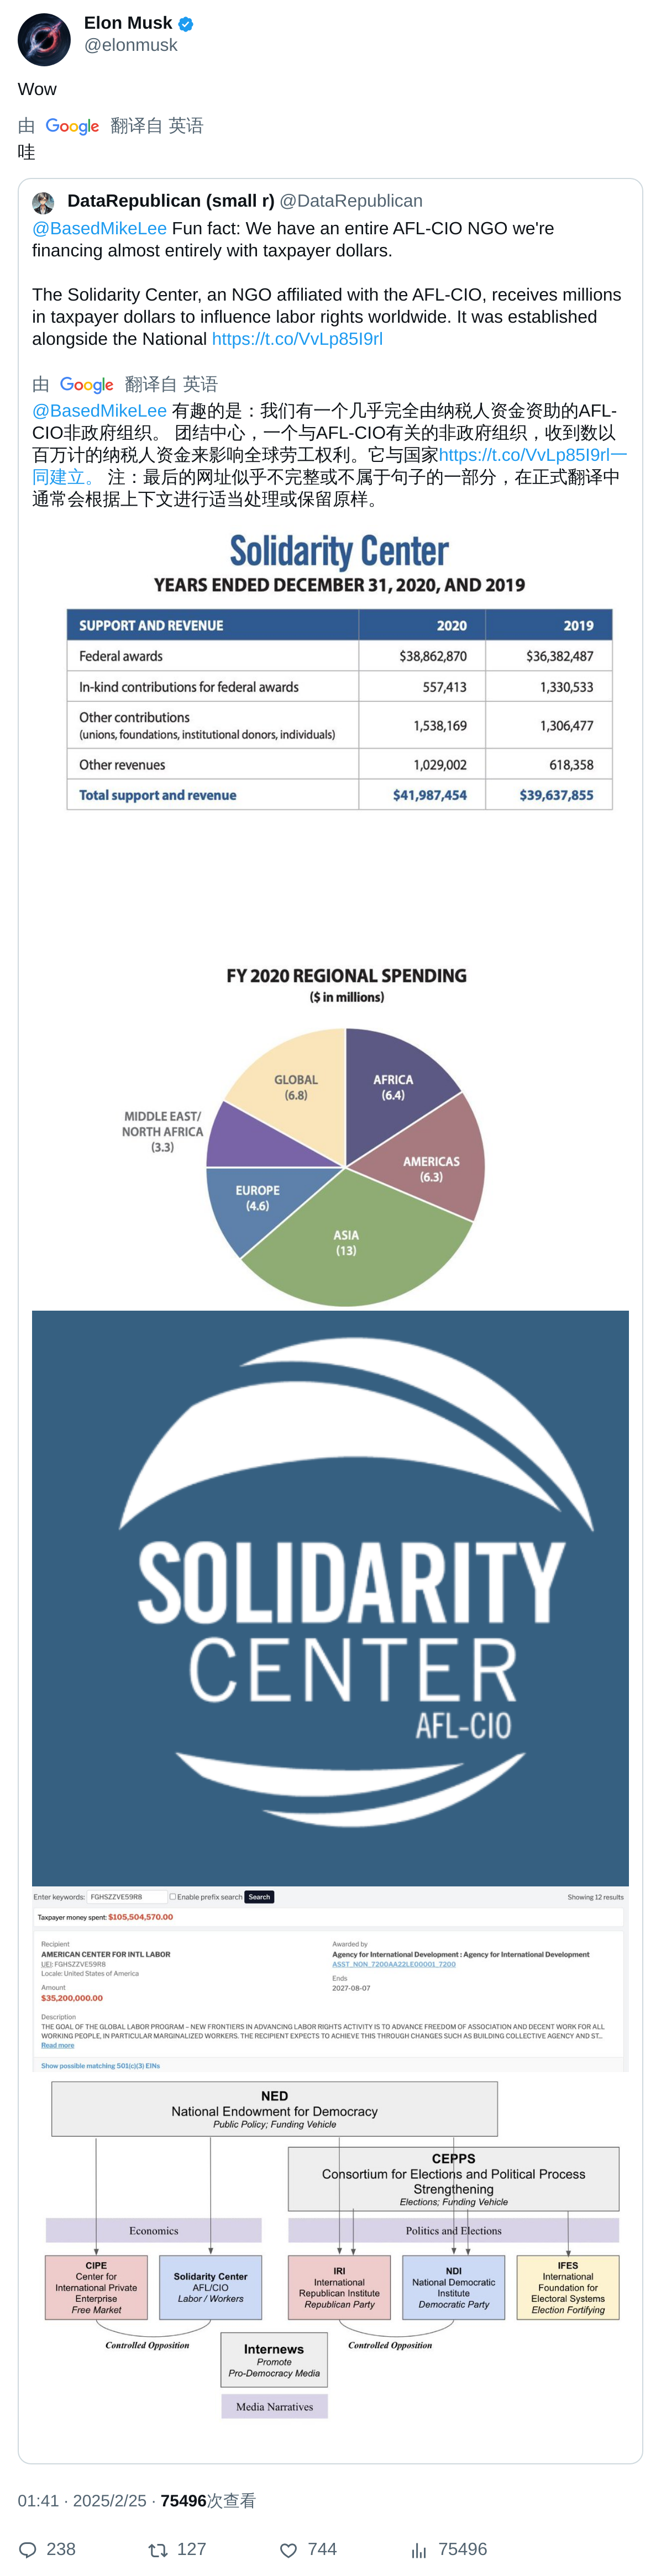 Elon Musk
@elonmusk
Wow
由 Google 翻译自 英语
哇
DataRepublican (small r) @DataRepublican
@BasedMikeLee Fun fact: We have an entire AFL-CIO NGO we're
financing almost entirely with taxpayer dollars.
The Solidarity Center, an NGO affiliated with the AFL-CIO, receives millions
in taxpayer dollars to influence labor rights worldwide. It was established
alongside the National https://t.co/VvLp85I9rl
由 Google 翻译自 英语
@BasedMikeLee 有趣的是：我们有一个几乎完全由纳税人资金资助的AFL-
CIO非政府组织。 团结中心，一个与AFL-CIO有关的非政府组织，收到数以
百万计的纳税人资金来影响全球劳工权利。它与国家https://t.co/VvLp85I9rl一
同建立。 注：最后的网址似乎不完整或不属于句子的一部分，在正式翻译中
通常会根据上下文进行适当处理或保留原样。
Solidarity Center
YEARS ENDED DECEMBER 31, 2020, AND 2019
SUPPORT AND REVENUE 2020 2019
Federal awards $38,862,870 $36,382,487
In-kind contributions for federal awards 557,413 1,330,533
Other contributions
(unions, foundations, institutional donors, individuals) 1,538,169 1,306,477
Other revenues 1,029,002 618,358
Total support and revenue $41,987,454 $39,637,855
FY 2020 REGIONAL SPENDING
($ in millions)
GLOBAL
(6.8)
AFRICA
(6.4)
MIDDLE EAST/
NORTH AFRICA
(3.3)
AMERICAS
(6.3)
EUROPE
(4.6)
ASIA
(13)
SOLIDARITY
CENTER
AFL-CIO
Enter keywords: FGHSZZVE59R8 Enable prefix search Search Showing 12 results
Taxpayer money spent: $105,504,570.00
Recipient
AMERICAN CENTER FOR INTL LABOR
UEI: FGHSZZVE59R8
Locale: United States of America
Amount
$35,200,000.00
Awarded by
Agency for International Development : Agency for International Development
ASST_NON_7200AA22LE00001_7200
Ends
2027-08-07
Description
THE GOAL OF THE GLOBAL LABOR PROGRAM – NEW FRONTIERS IN ADVANCING LABOR RIGHTS ACTIVITY IS TO ADVANCE FREEDOM OF ASSOCIATION AND DECENT WORK FOR ALL
WORKING PEOPLE, IN PARTICULAR MARGINALIZED WORKERS. THE RECIPIENT EXPECTS TO ACHIEVE THIS THROUGH CHANGES SUCH AS BUILDING COLLECTIVE AGENCY AND ST...
Read more
Show possible matching 501(c)(3) EINs
NED
National Endowment for Democracy
Public Policy; Funding Vehicle
CEPPS
Consortium for Elections and Political Process
Strengthening
Elections; Funding Vehicle
Economics
Politics and Elections
CIPE
Center for
International Private
Enterprise
Free Market
Solidarity Center
AFL/CIO
Labor / Workers
IRI
International
Republican Institute
Republican Party
NDI
National Democratic
Institute
Democratic Party
IFES
International
Foundation for
Electoral Systems
Election Fortifying
Controlled Opposition
Controlled Opposition
Internews
Promote
Pro-Democracy Media
Media Narratives
01:41 · 2025/2/25 · 75496次查看
238 127 744 75496